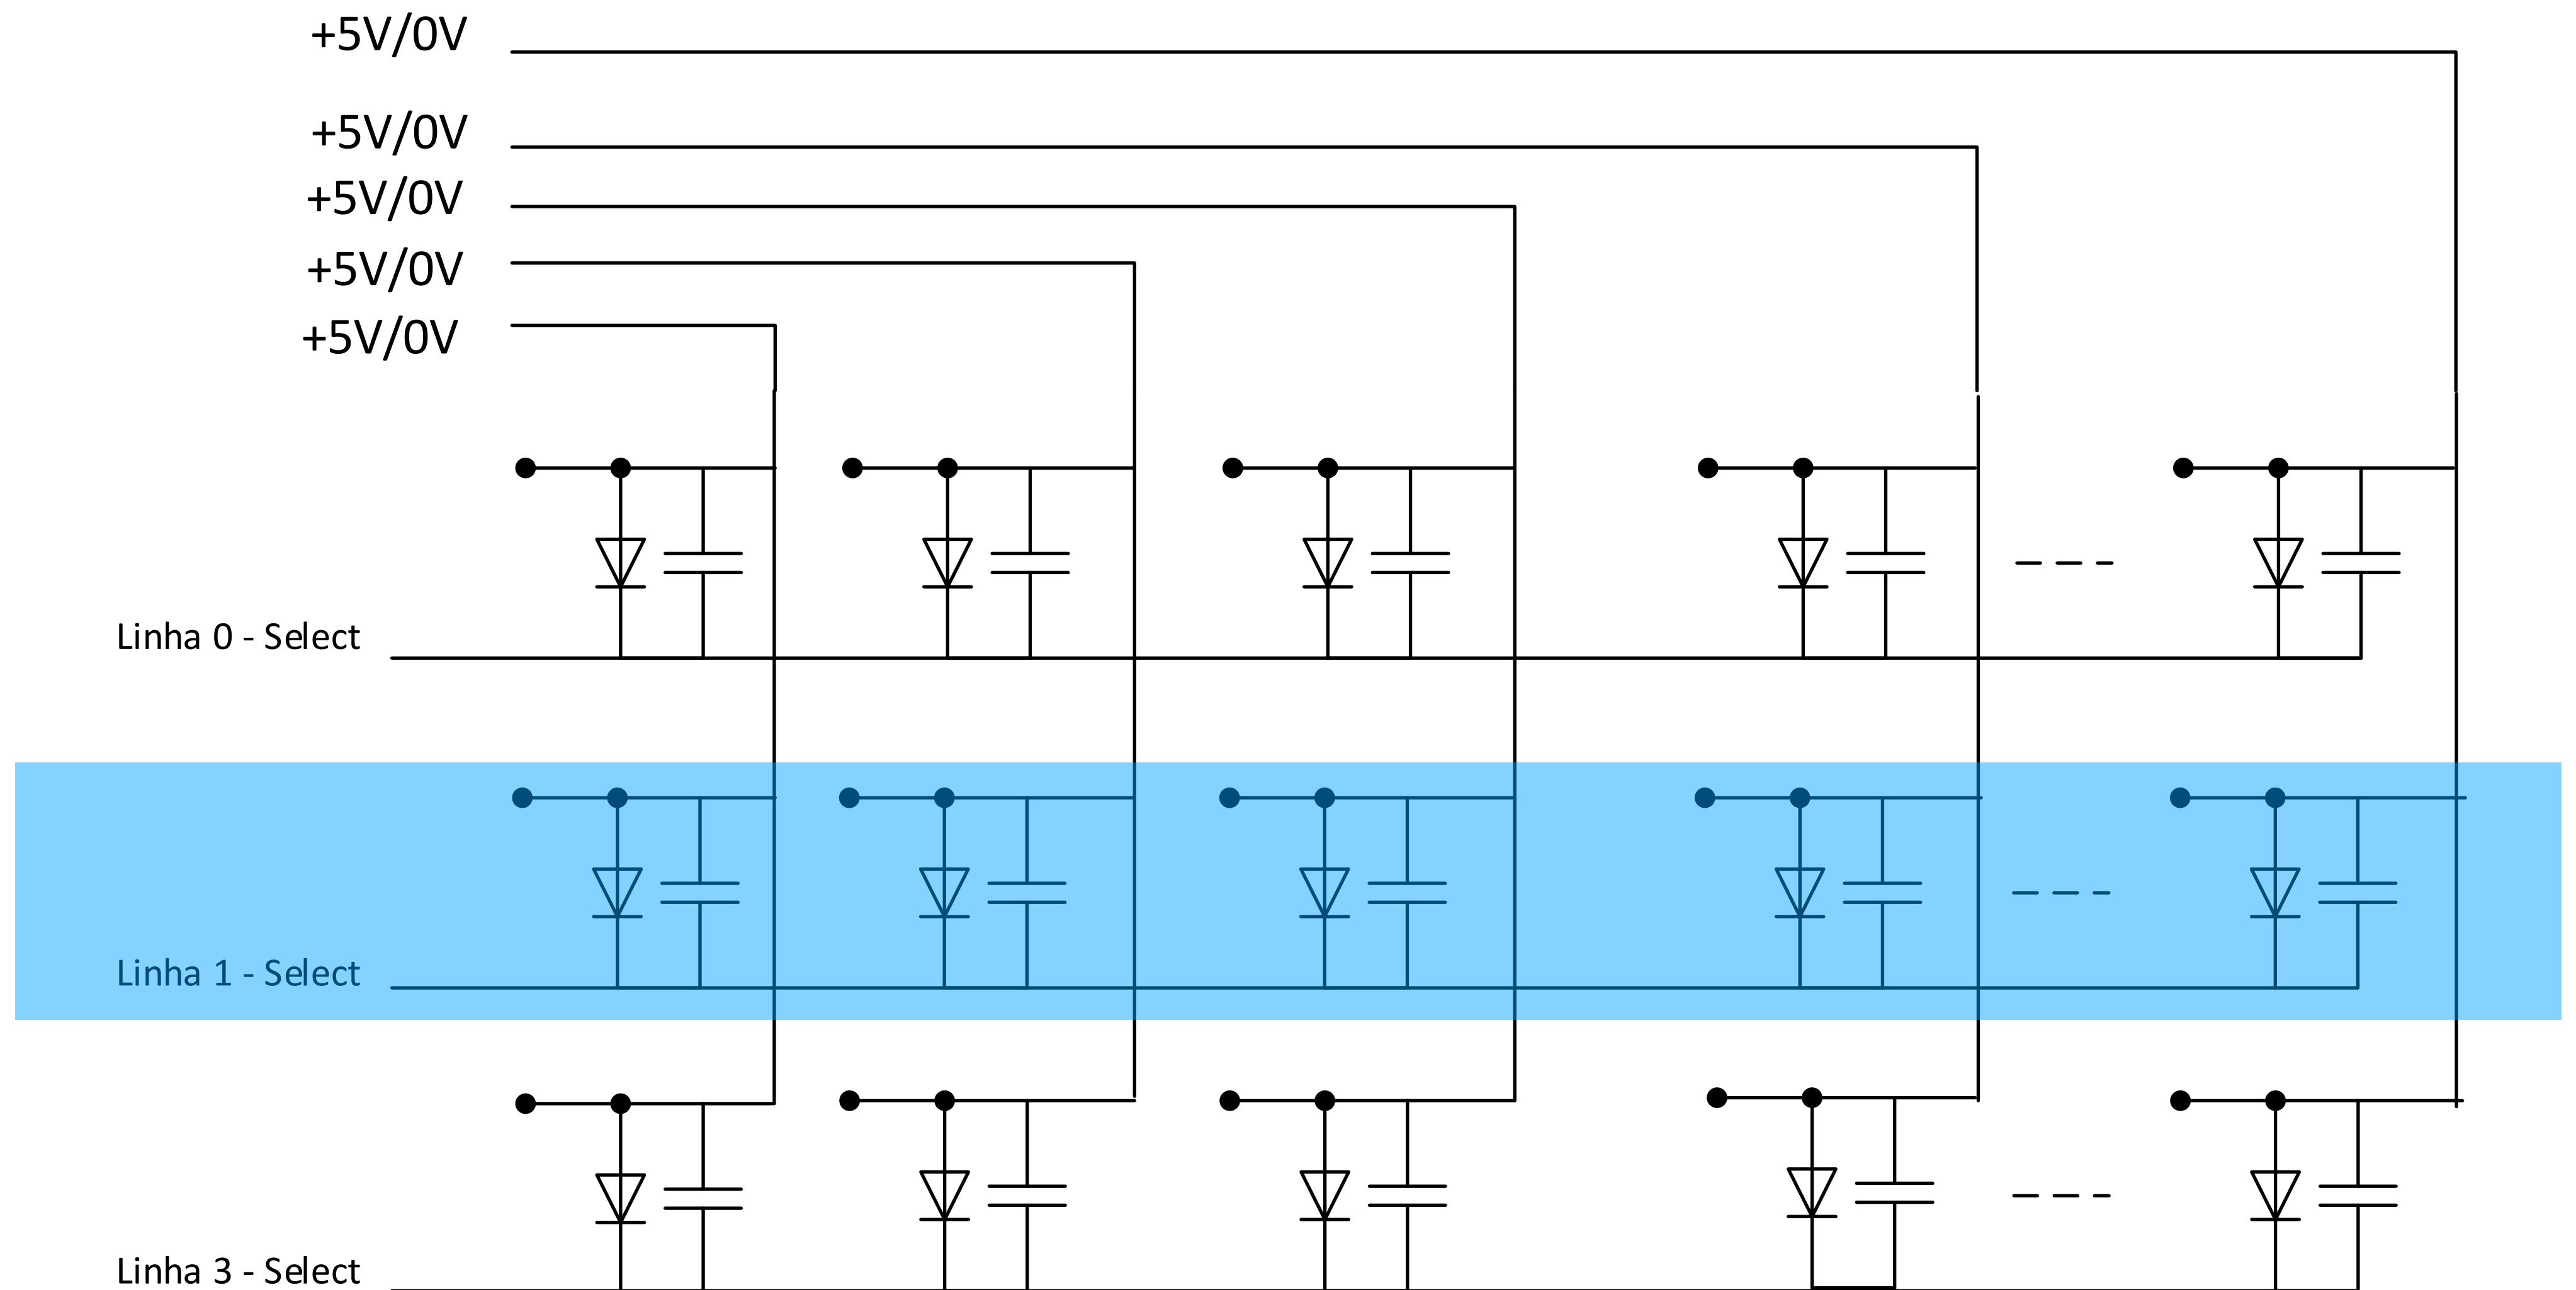 +5V/0V
+5V/0V
+5V/0V
+5V/0V
+5V/0V
Linha 0 - Select
Linha 1 - Select
Linha 3 - Select